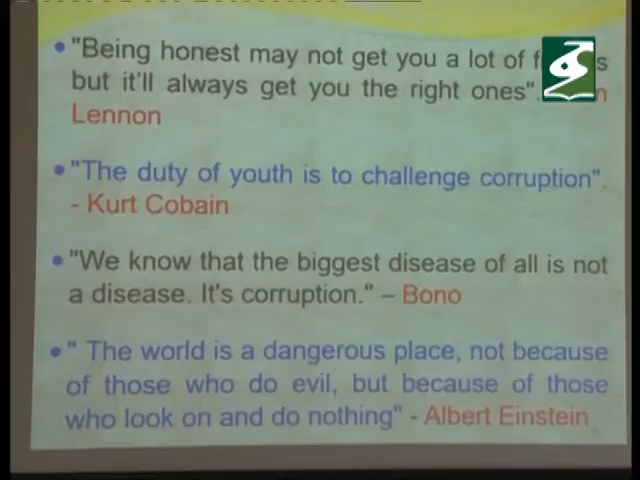 • "Being honest may not get you a lot of f s
but it'll always get you the right ones". n
Lennon
• "The duty of youth is to challenge corruption".
- Kurt Cobain
• "We know that the biggest disease of all is not
a disease. It's corruption." – Bono
• " The world is a dangerous place, not because
of those who do evil, but because of those
who look on and do nothing" - Albert Einstein